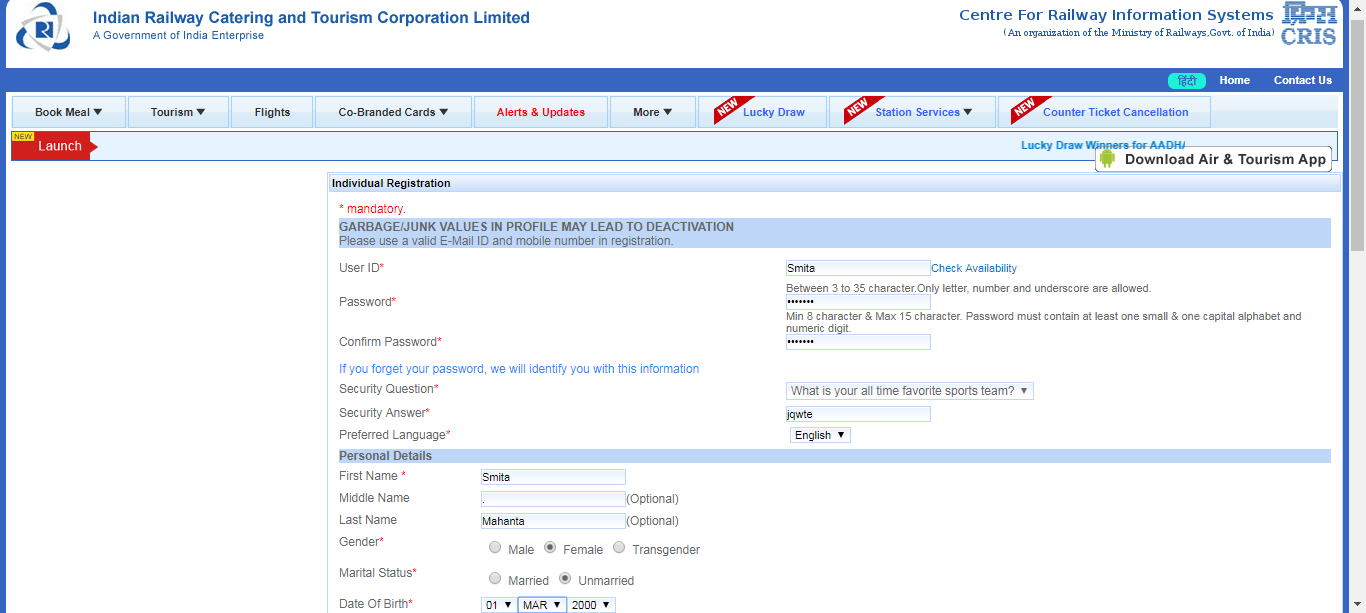 Indian Railway Catering and Tourism Corporation Limited
A Government of India Enterprise
Centre For Railway Information Systems
(An organization of the Ministry of Railways,Govt. of India)
CRIS
हिंदी Home Contact Us
Book Meal Tourism Flights Co-Branded Cards Alerts & Updates More NEW Lucky Draw NEW Station Services NEW Counter Ticket Cancellation
NEW
Launch
Lucky Draw Winners for AADH/
Download Air & Tourism App
Individual Registration
* mandatory.
GARBAGE/JUNK VALUES IN PROFILE MAY LEAD TO DEACTIVATION
Please use a valid E-Mail ID and mobile number in registration.
User ID* Smita Check Availability
Between 3 to 35 character.Only letter, number and underscore are allowed.
Password* •••••••
Min 8 character & Max 15 character. Password must contain at least one small & one capital alphabet and
numeric digit.
Confirm Password* •••••••
If you forget your password, we will identify you with this information
Security Question* What is your all time favorite sports team?
Security Answer* jqwte
Preferred Language* English
Personal Details
First Name * Smita
Middle Name . (Optional)
Last Name Mahanta (Optional)
Gender* Male Female Transgender
Marital Status* Married Unmarried
Date Of Birth* 01 MAR 2000